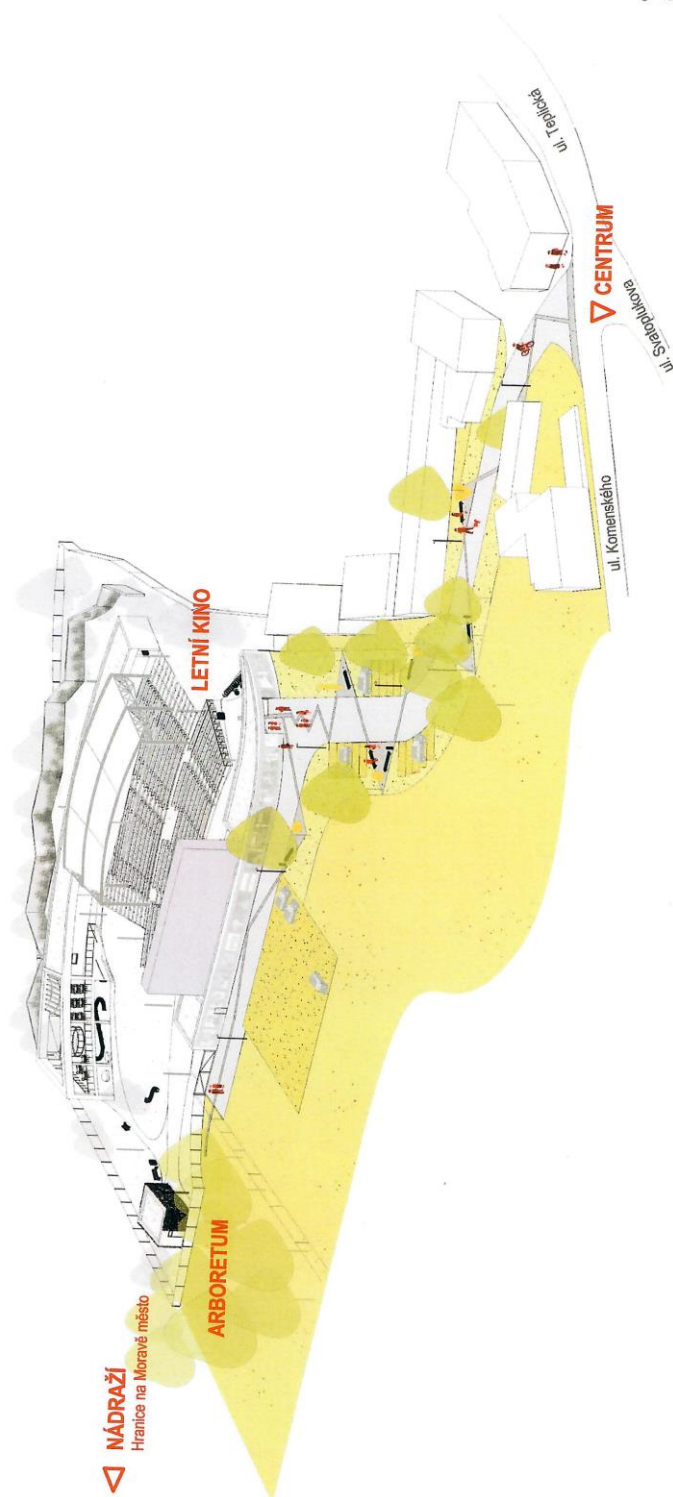 NÁDRAŽÍ
Hranice na Moravě město
ARBORETUM
LETNÍ KINO
ul. Komenského
CENTRUM
ul. Svatoplukova
ul. Teplická